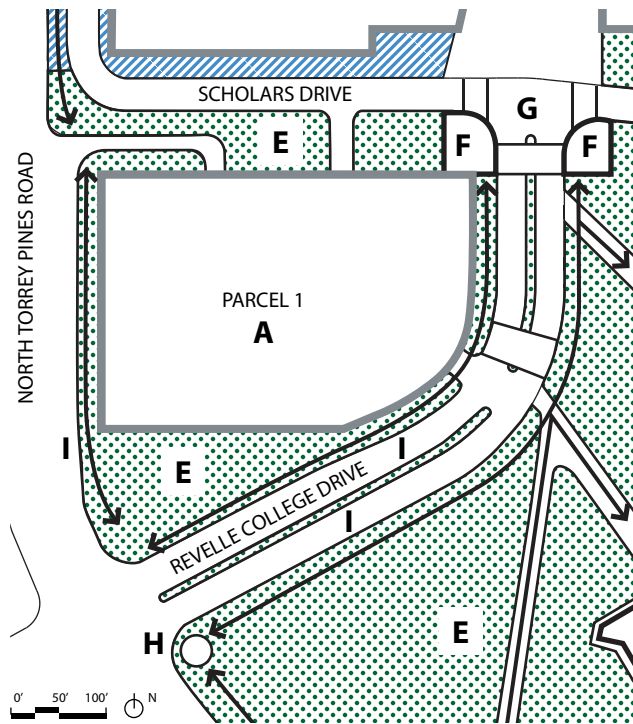 SCHOLARS DRIVE
G
E
F
F
NORTH TORREY PINES ROAD
PARCEL 1
A
I
E
I
REVELLE COLLEGE DRIVE
I
H
E
0' 50' 100' N